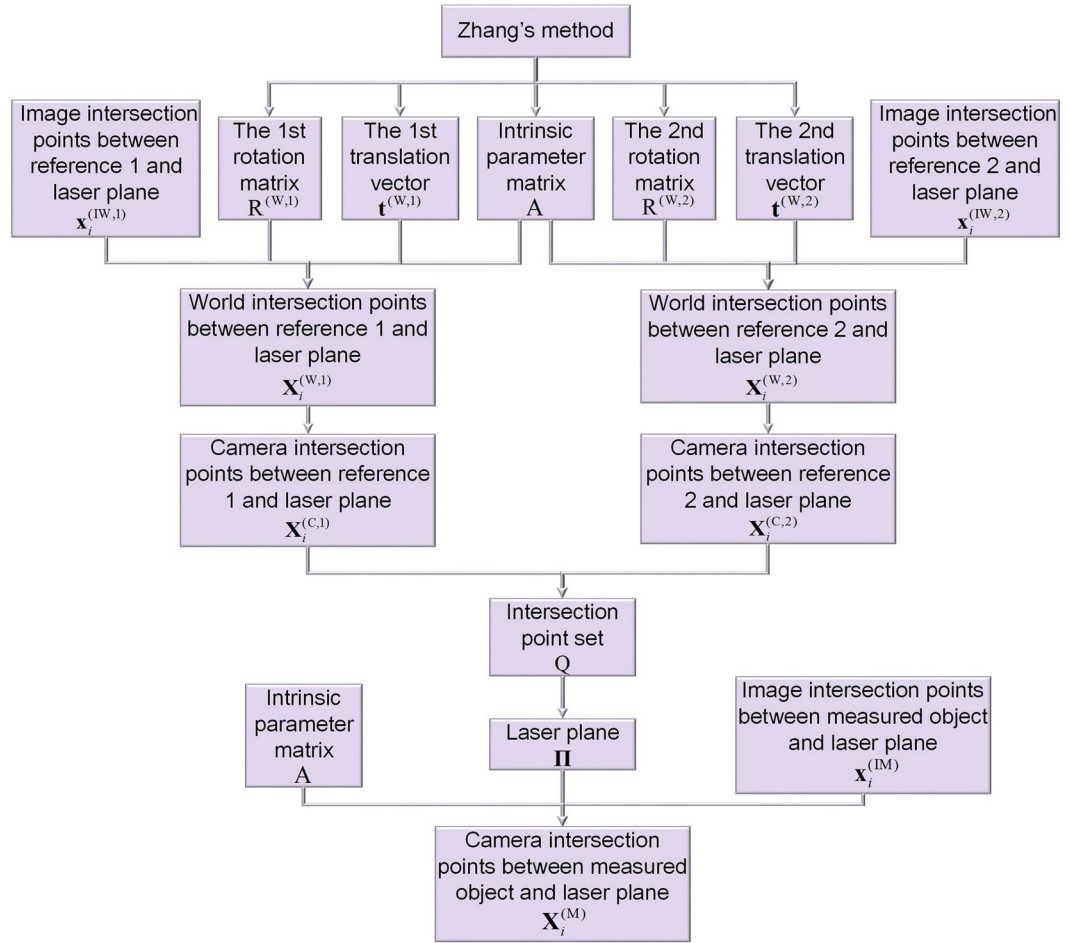 Zhang's method
Image intersection
points between
reference 1 and
laser plane
x_i^(IW,1)
The 1st
rotation
matrix
R^(W,1)
The 1st
translation
vector
t^(W,1)
Intrinsic
parameter
matrix
A
The 2nd
rotation
matrix
R^(W,2)
The 2nd
translation
vector
t^(W,2)
Image intersection
points between
reference 2 and
laser plane
x_i^(IW,2)
World intersection points
between reference 1 and
laser plane
X_i^(W,1)
World intersection points
between reference 2 and
laser plane
X_i^(W,2)
Camera intersection
points between reference
1 and laser plane
X_i^(C,1)
Camera intersection
points between reference
2 and laser plane
X_i^(C,2)
Intersection
point set
Q
Intrinsic
parameter
matrix
A
Laser plane
Π
Image intersection points
between measured object
and laser plane
x_i^(IM)
Camera intersection
points between measured
object and laser plane
X_i^(M)